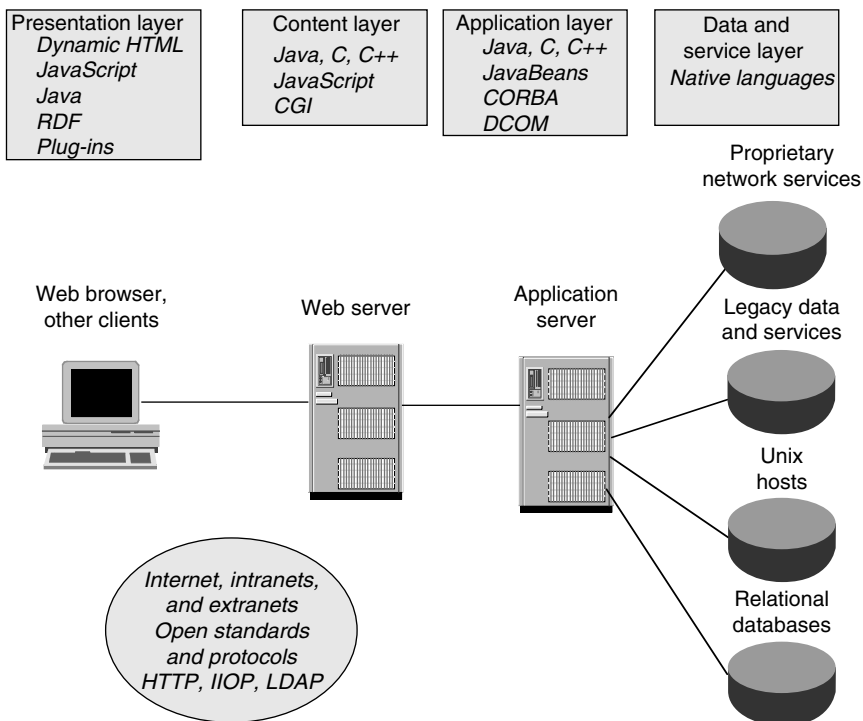 Presentation layer
Dynamic HTML
JavaScript
Java
RDF
Plug-ins
Content layer
Java, C, C++
JavaScript
CGI
Application layer
Java, C, C++
JavaBeans
CORBA
DCOM
Data and
service layer
Native languages
Proprietary
network services
Web browser,
other clients
Web server
Application
server
Legacy data
and services
Unix
hosts
Relational
databases
Internet, intranets,
and extranets
Open standards
and protocols
HTTP, IIOP, LDAP